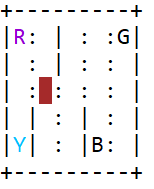 +---------+
|R: | : :G|
| : | : : |
| : : : : |
| | : | : |
|Y| : |B: |
+---------+